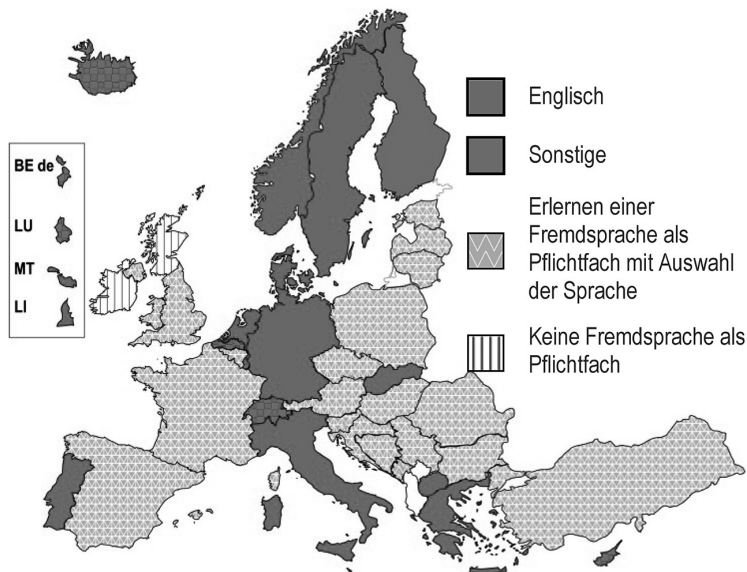 Englisch
Sonstige
Erlernen einer
Fremdsprache als
Pflichtfach mit Auswahl
der Sprache
Keine Fremdsprache als
Pflichtfach
BE de
LU
MT
LI